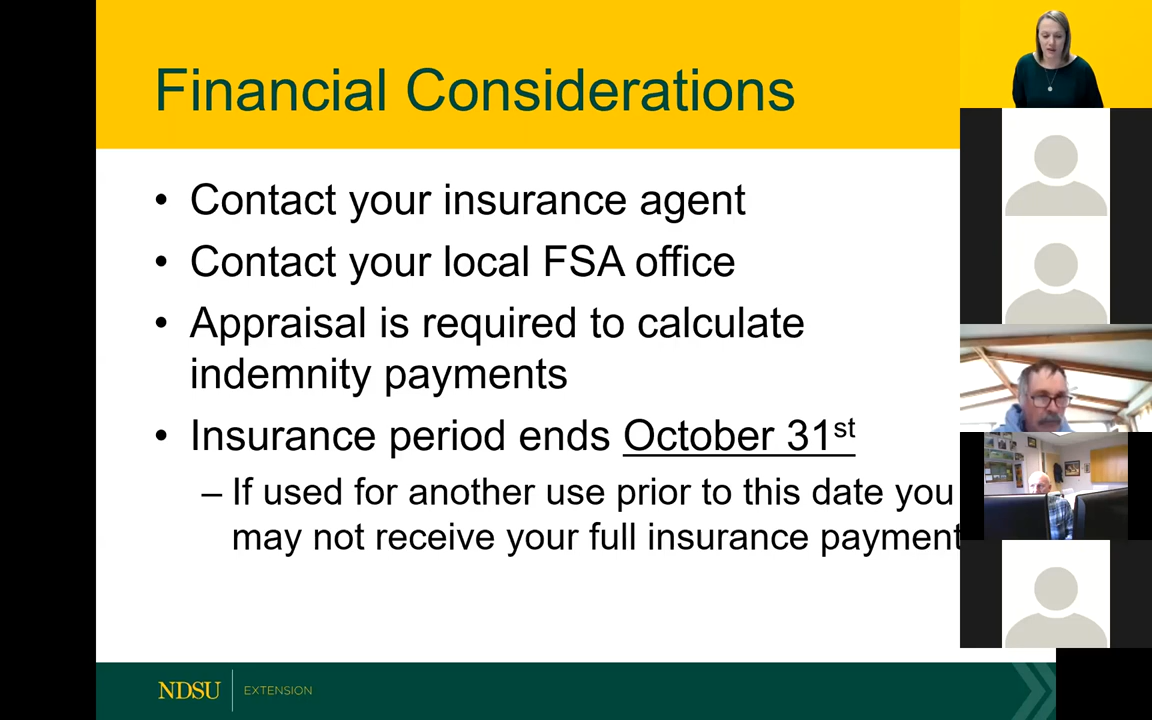 Financial Considerations
• Contact your insurance agent
• Contact your local FSA office
• Appraisal is required to calculate
indemnity payments
• Insurance period ends October 31st
– If used for another use prior to this date you
may not receive your full insurance payment
NDSU EXTENSION